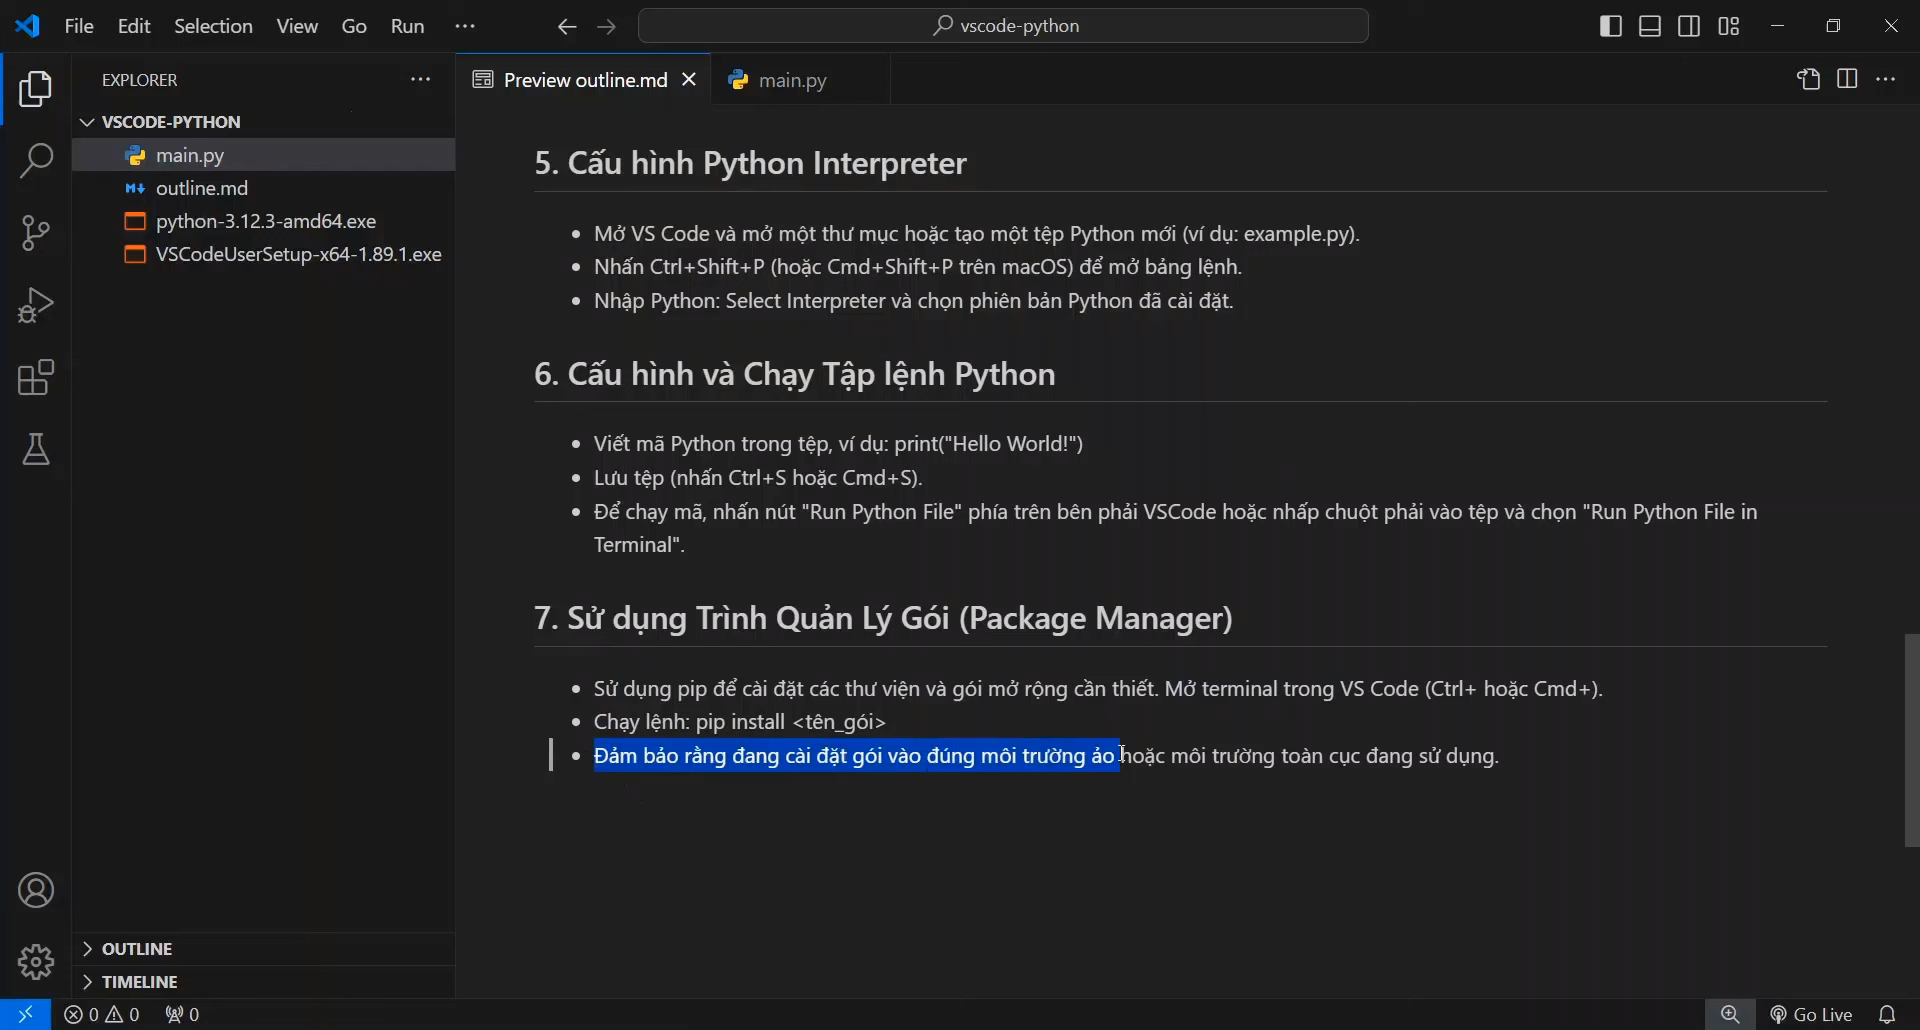 File Edit Selection View Go Run ···
vscode-python
EXPLORER
VSCODE-PYTHON
main.py
outline.md
python-3.12.3-amd64.exe
VSCodeUserSetup-x64-1.89.1.exe
OUTLINE
TIMELINE
Preview outline.md
main.py
5. Cấu hình Python Interpreter
• Mở VS Code và mở một thư mục hoặc tạo một tệp Python mới (ví dụ: example.py).
• Nhấn Ctrl+Shift+P (hoặc Cmd+Shift+P trên macOS) để mở bảng lệnh.
• Nhập Python: Select Interpreter và chọn phiên bản Python đã cài đặt.
6. Cấu hình và Chạy Tập lệnh Python
• Viết mã Python trong tệp, ví dụ: print("Hello World!")
• Lưu tệp (nhấn Ctrl+S hoặc Cmd+S).
• Để chạy mã, nhấn nút "Run Python File" phía trên bên phải VSCode hoặc nhấp chuột phải vào tệp và chọn "Run Python File in
Terminal".
7. Sử dụng Trình Quản Lý Gói (Package Manager)
• Sử dụng pip để cài đặt các thư viện và gói mở rộng cần thiết. Mở terminal trong VS Code (Ctrl+ hoặc Cmd+).
• Chạy lệnh: pip install <tên_gói>
• Đảm bảo rằng đang cài đặt gói vào đúng môi trường ảo hoặc môi trường toàn cục đang sử dụng.
0 0 0
Go Live